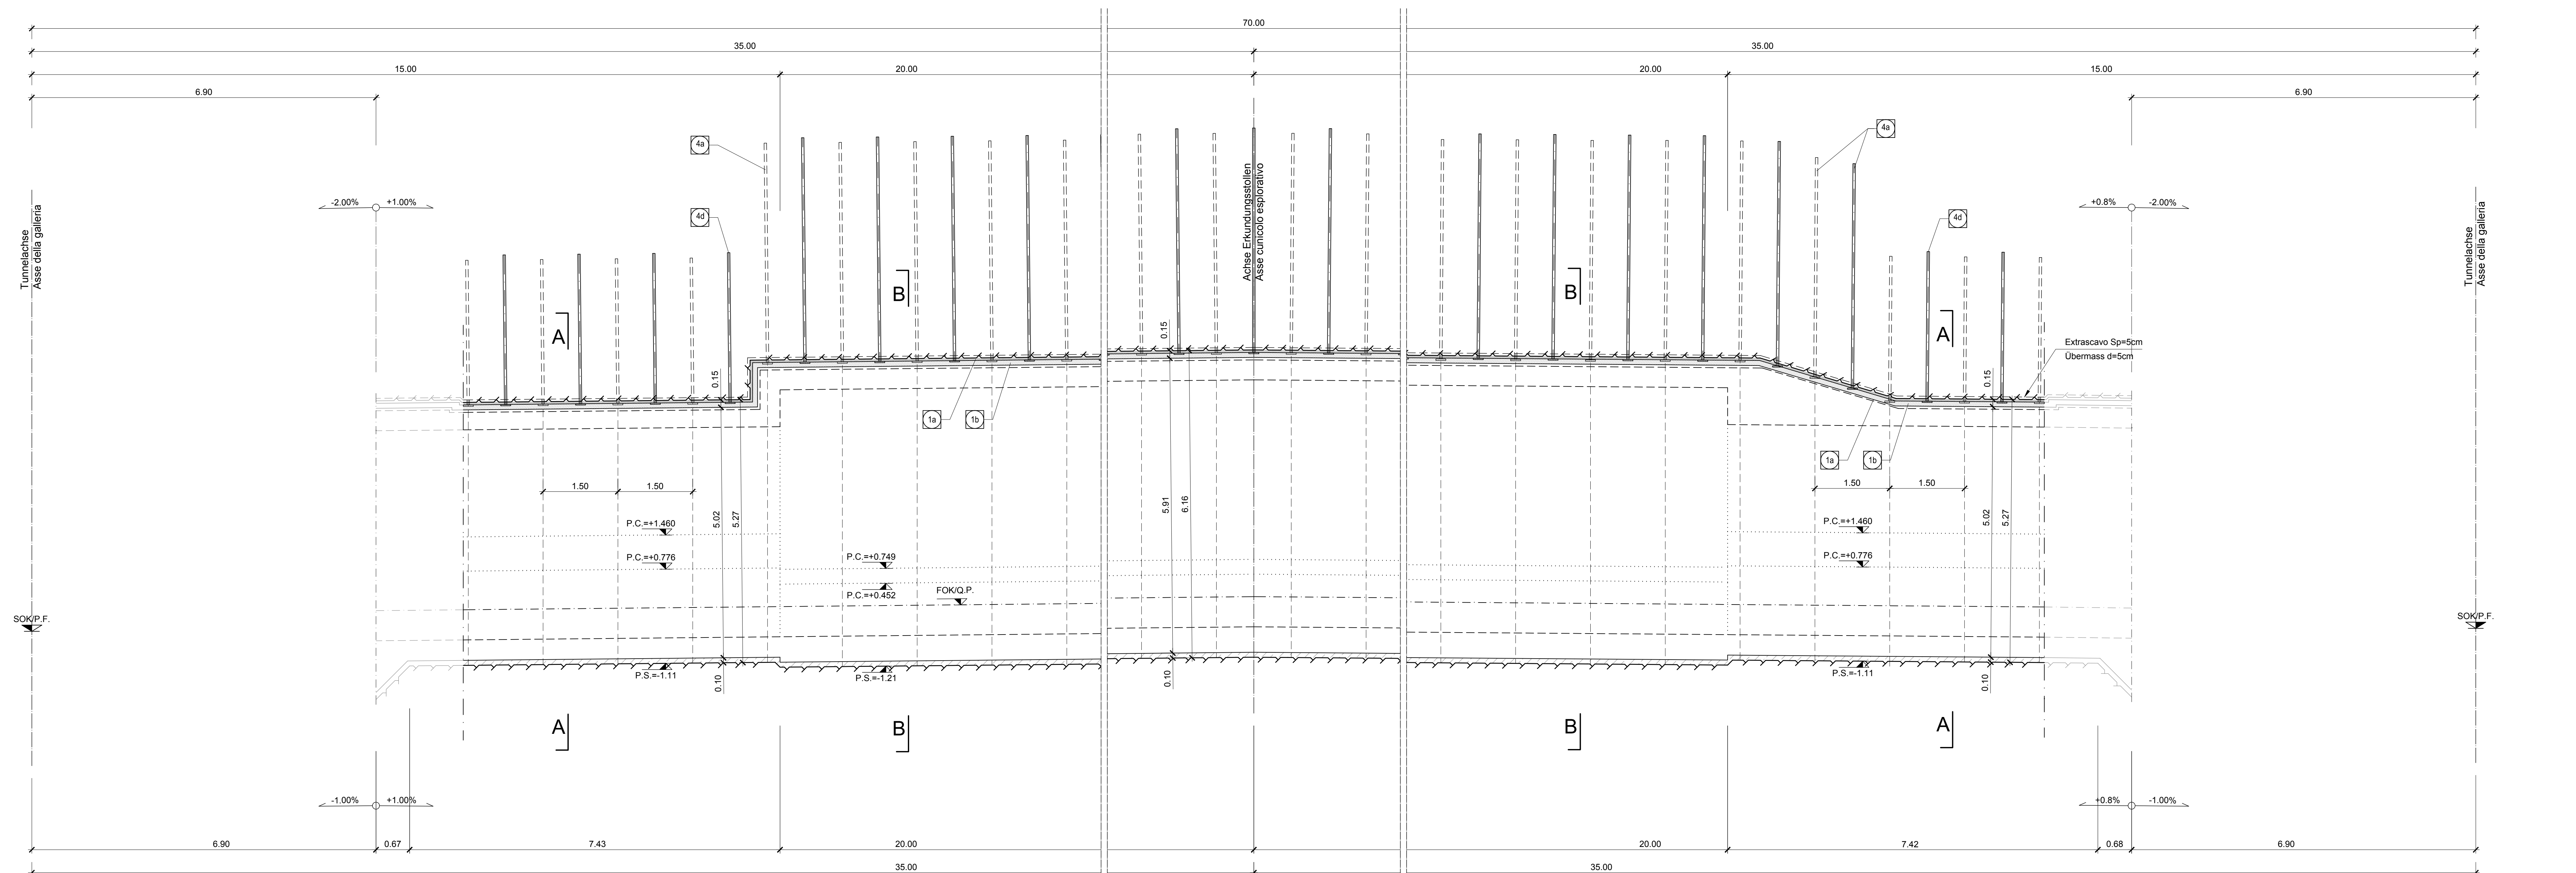 70.00
35.00
35.00
15.00
20.00
20.00
15.00
6.90
6.90
4a
4a
-2.00%
+1.00%
+0.8%
-2.00%
4d
4d
Tunnelachse
Asse della galleria
Achse Erkundungsstollen
Asse cunicolo esplorativo
Tunnelachse
Asse della galleria
B
B
A
A
0.15
Extrascavo Sp=5cm
Übermass d=5cm
0.15
0.15
1a
1b
1a
1b
1.50
1.50
1.50
1.50
5.02
5.27
5.91
6.16
5.02
5.27
P.C.=+1.460
P.C.=+1.460
P.C.=+0.776
P.C.=+0.749
P.C.=+0.776
P.C.=+0.452
FOK/Q.P.
SOK/P.F.
SOK/P.F.
P.S.=-1.11
P.S.=-1.21
P.S.=-1.11
0.10
0.10
0.10
A
B
B
A
-1.00%
+1.00%
+0.8%
-1.00%
6.90
0.67
7.43
20.00
20.00
7.42
0.68
6.90
35.00
35.00